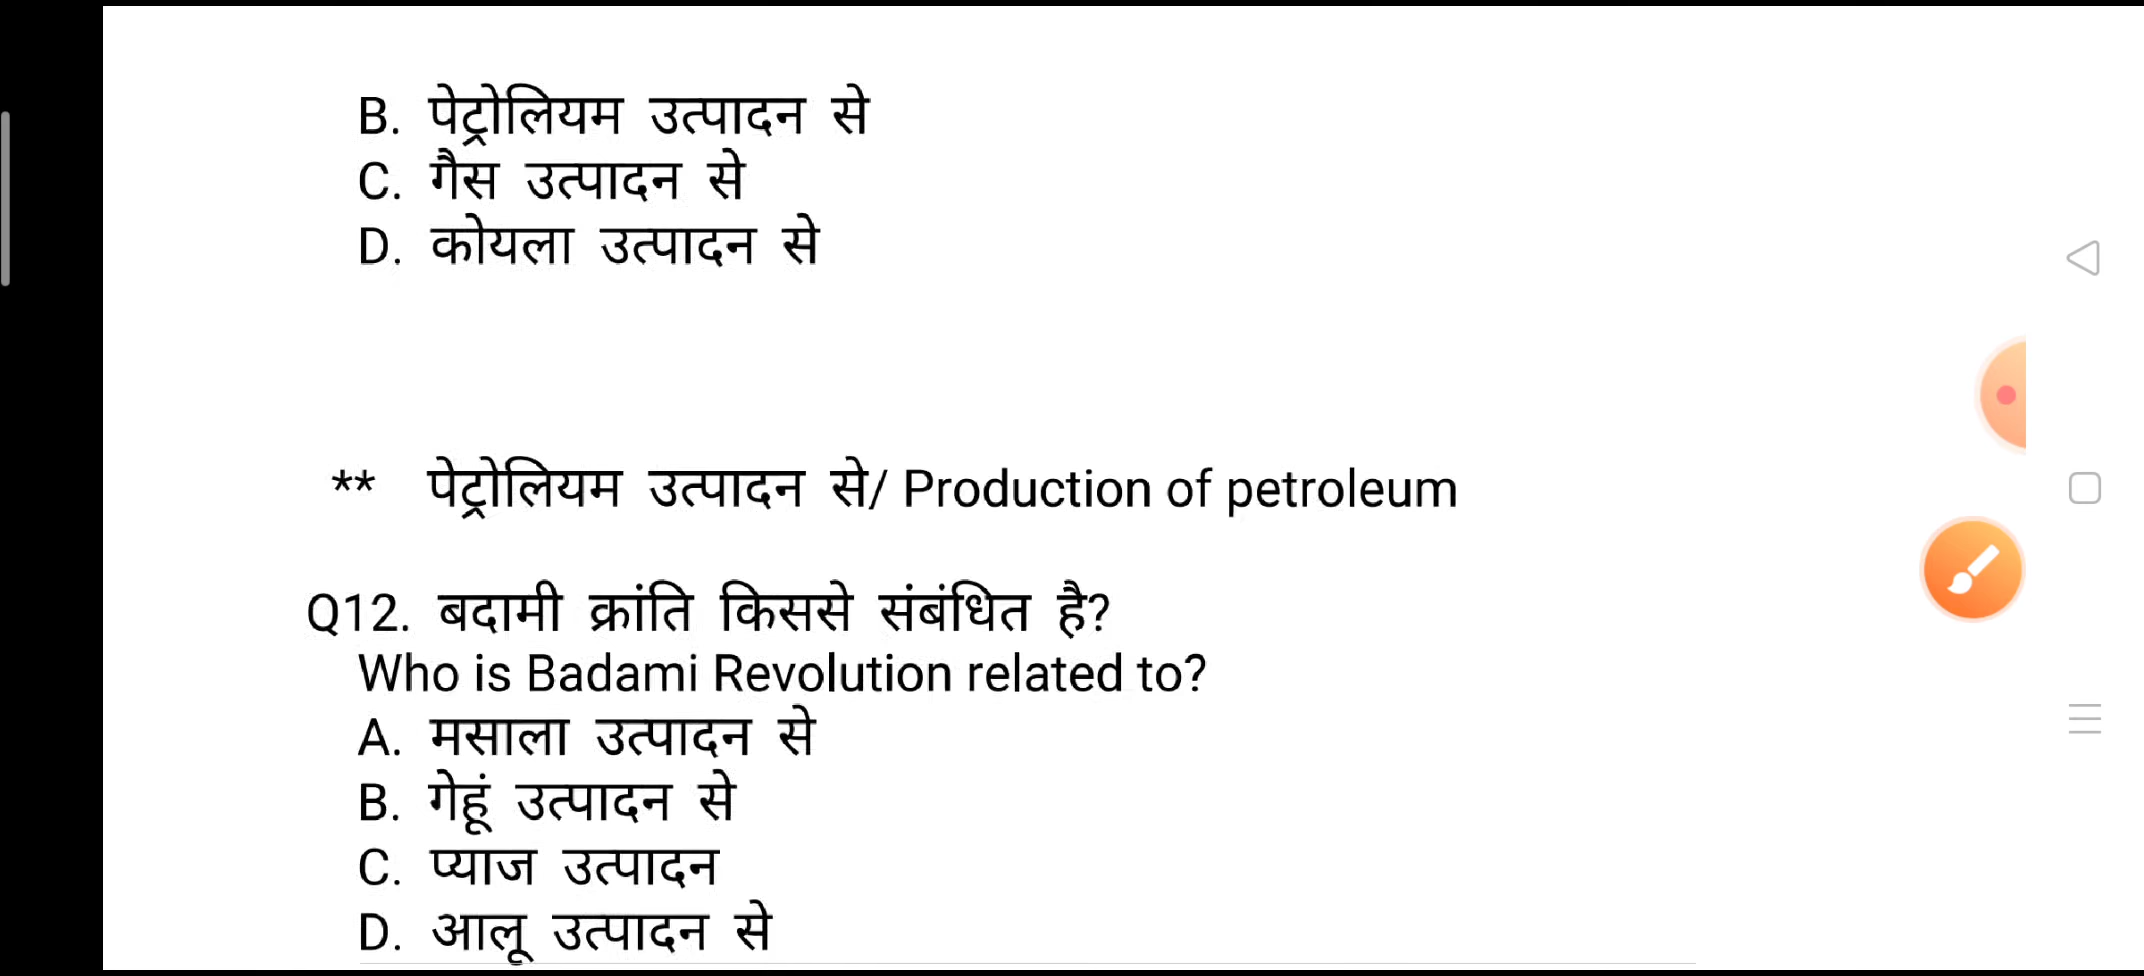 B. पेट्रोलियम उत्पादन से
C. गैस उत्पादन से
D. कोयला उत्पादन से
** पेट्रोलियम उत्पादन से/ Production of petroleum
Q12. बदामी क्रांति किससे संबंधित है?
Who is Badami Revolution related to?
A. मसाला उत्पादन से
B. गेहूं उत्पादन से
C. प्याज उत्पादन
D. आलू उत्पादन से